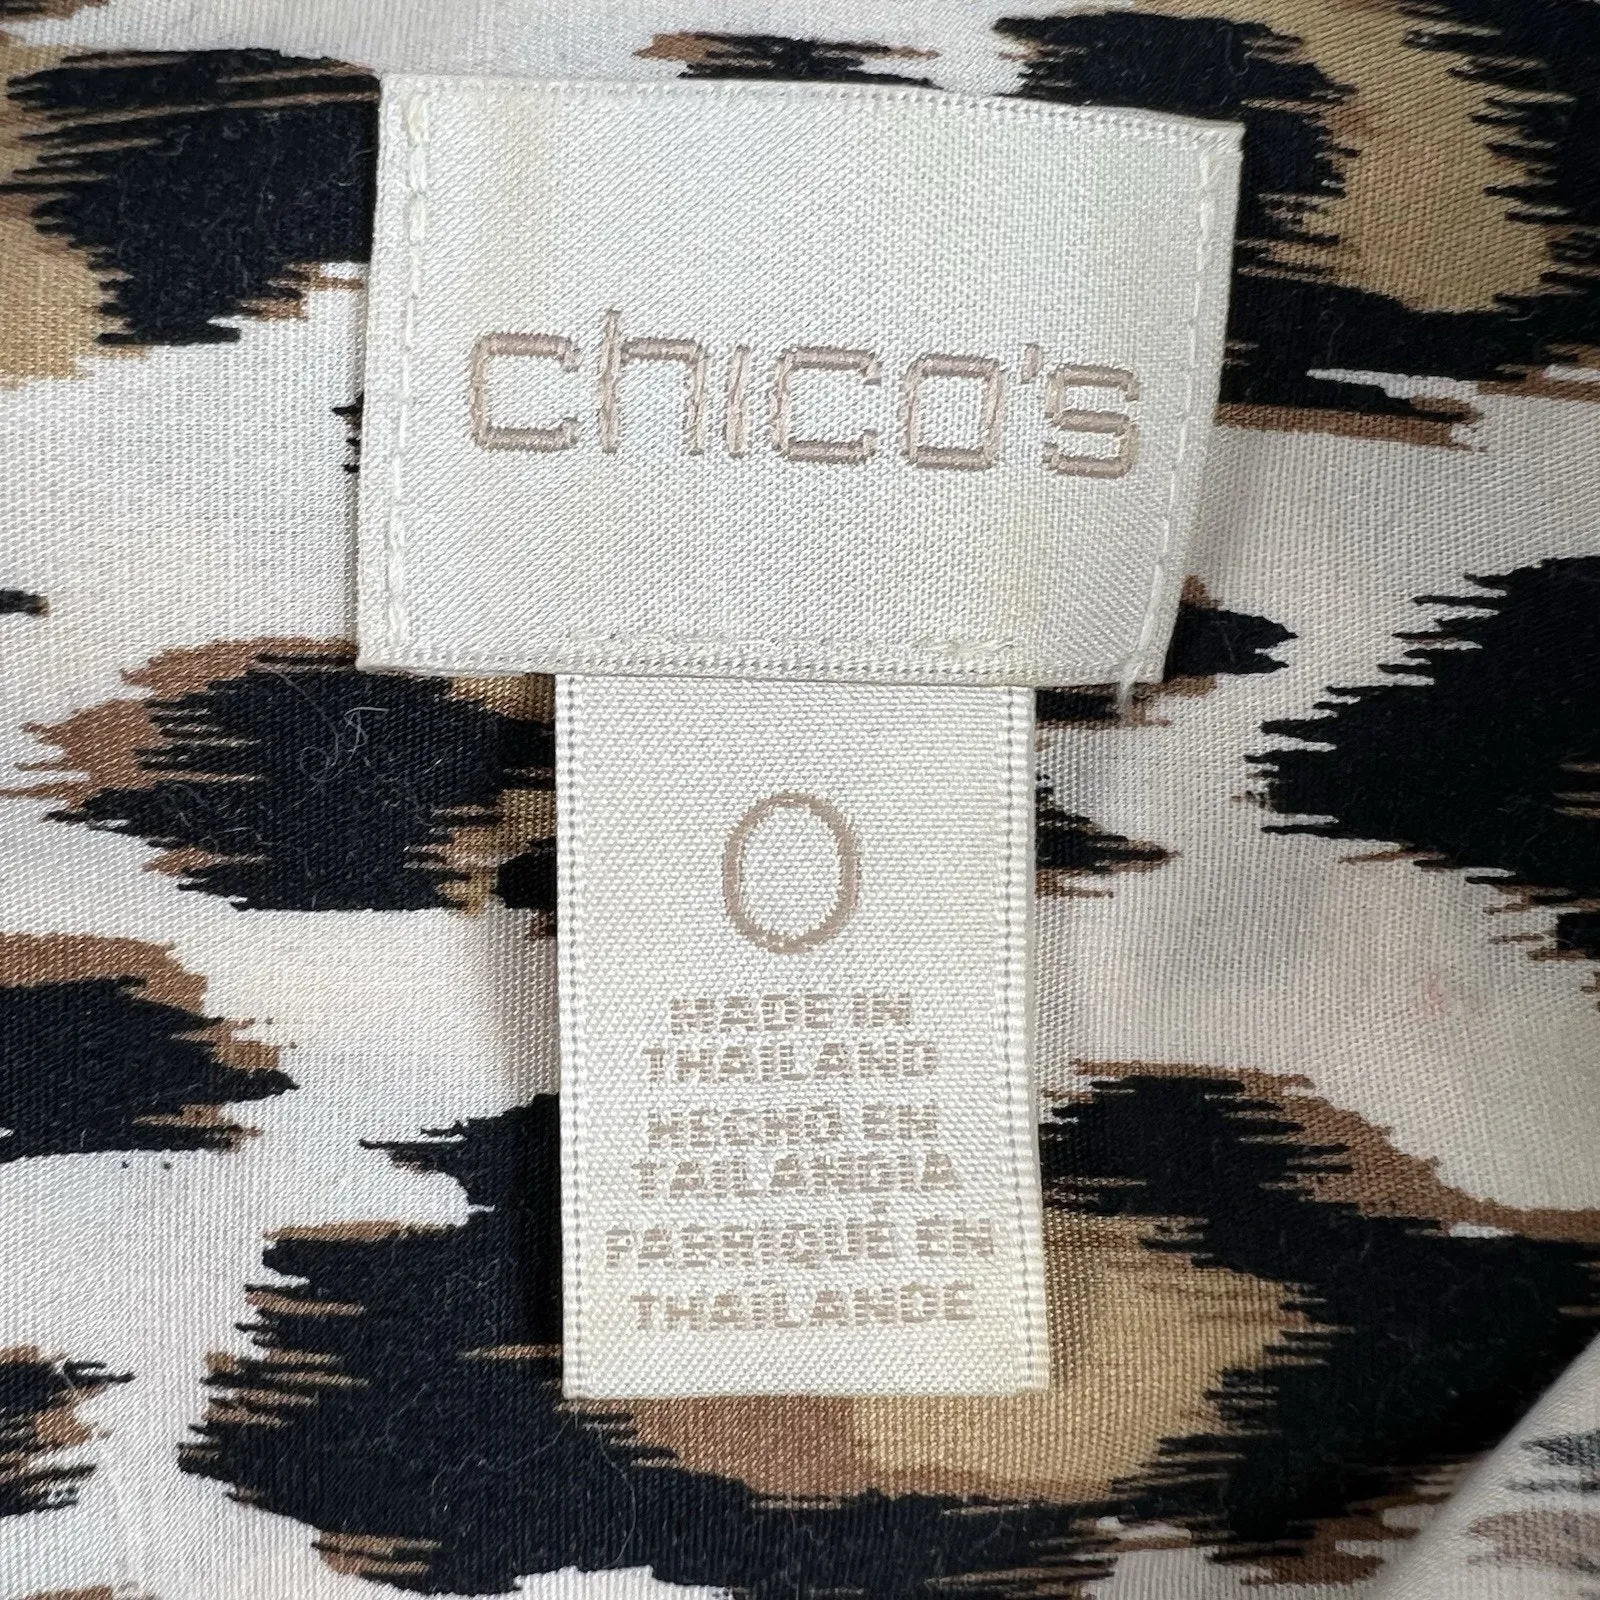 chico's
0
MADE IN
THAILAND
HECHO EN
TAILANDIA
FABRIQUÉ EN
THAÏLANDE